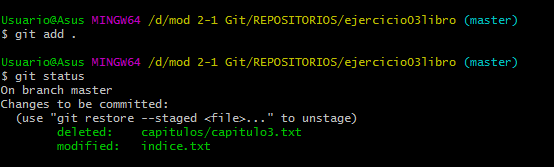 Usuario@Asus MINGW64 /d/mod 2-1 Git/REPOSITORIOS/ejercicio03libro (master)
$ git add .
Usuario@Asus MINGW64 /d/mod 2-1 Git/REPOSITORIOS/ejercicio03libro (master)
$ git status
On branch master
Changes to be committed:
  (use "git restore --staged <file>..." to unstage)
        deleted:    capitulos/capitulo3.txt
        modified:   indice.txt